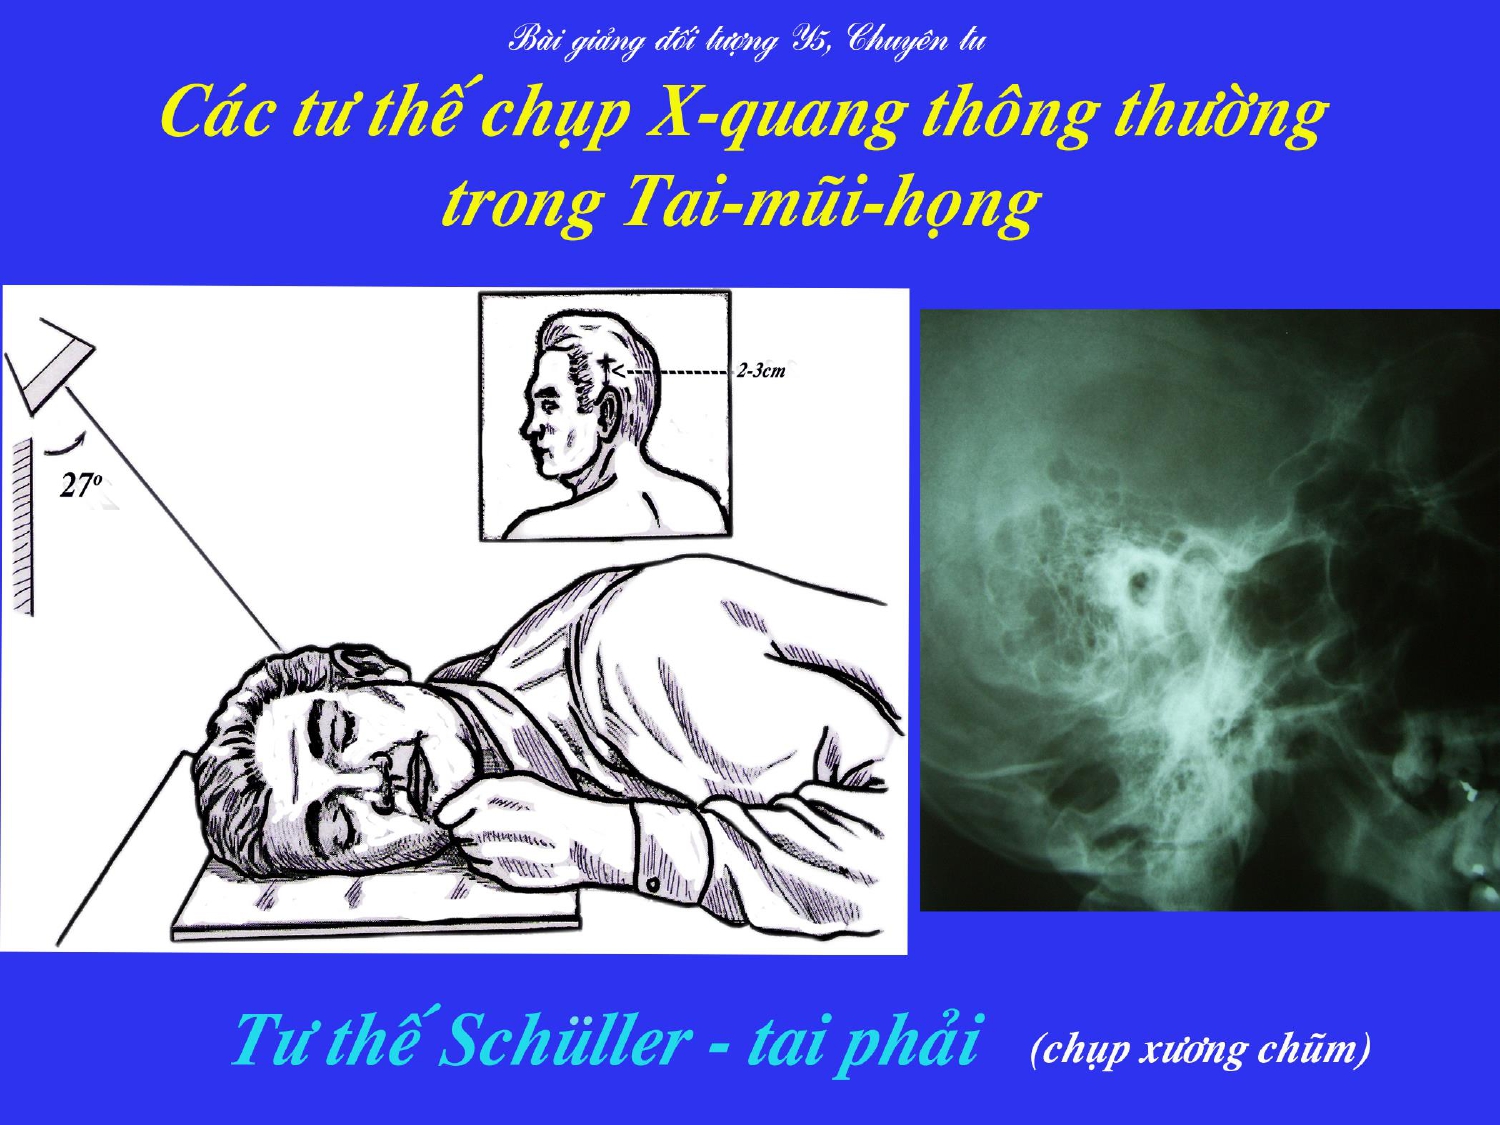 Bài giảng đối tượng Y5, Chuyên tu
Các tư thế chụp X-quang thông thường
trong Tai-mũi-họng
2-3cm
27º
Tư thế Schüller - tai phải (chụp xương chũm)